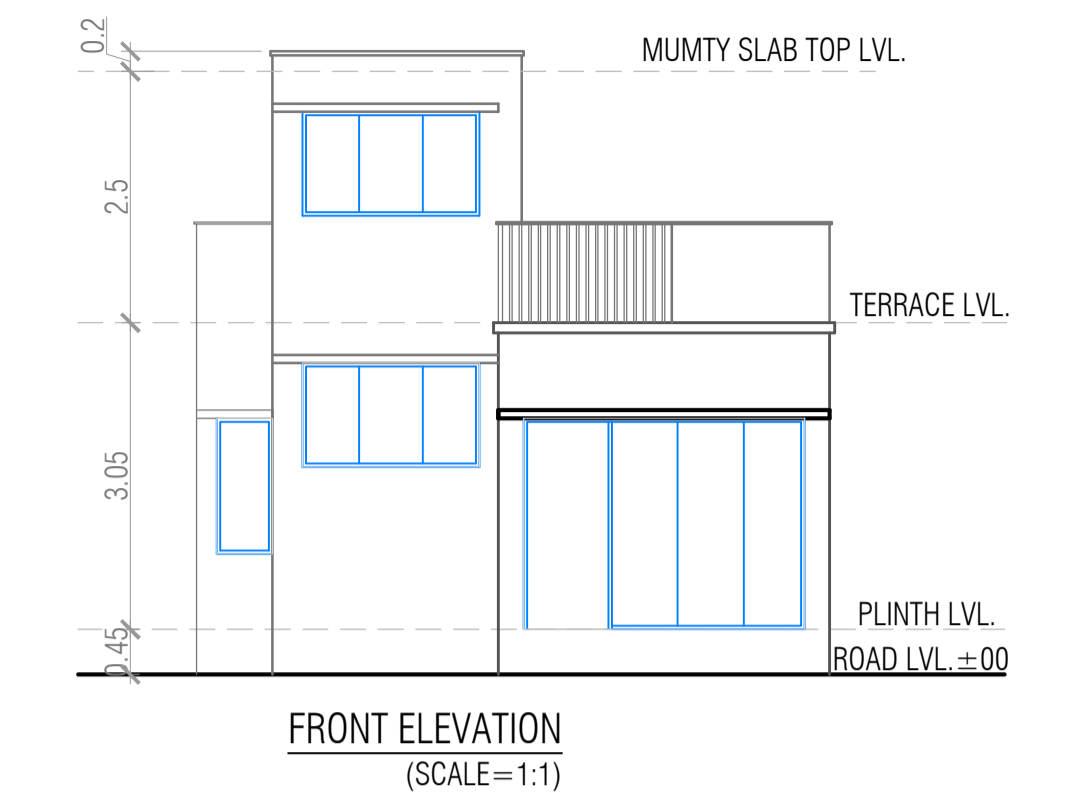 0.2
MUMTY SLAB TOP LVL.
2.5
TERRACE LVL.
3.05
PLINTH LVL.
0.45
ROAD LVL.±00
FRONT ELEVATION
(SCALE=1:1)